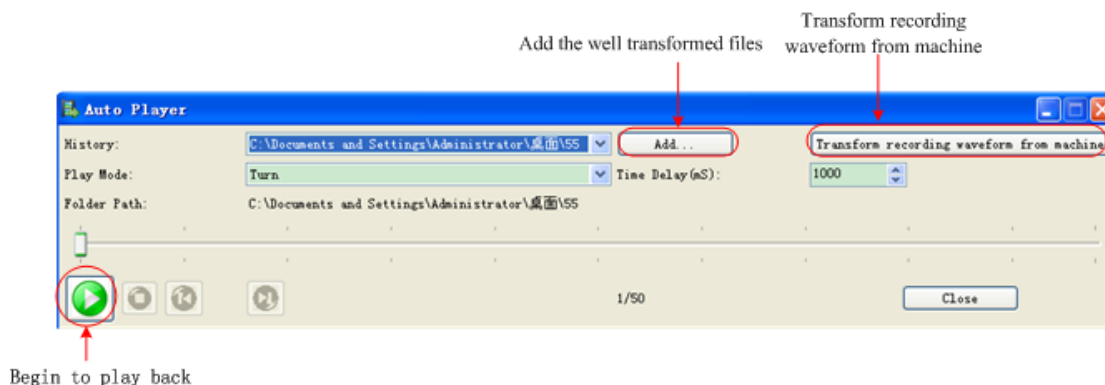 Transform recording
waveform from machine
Add the well transformed files
Auto Player
History: C:\Documents and Settings\Administrator\桌面\55 Add... Transform recording waveform from machine
Play Mode: Turn Time Delay(mS): 1000
Folder Path: C:\Documents and Settings\Administrator\桌面\55
1/50 Close
Begin to play back